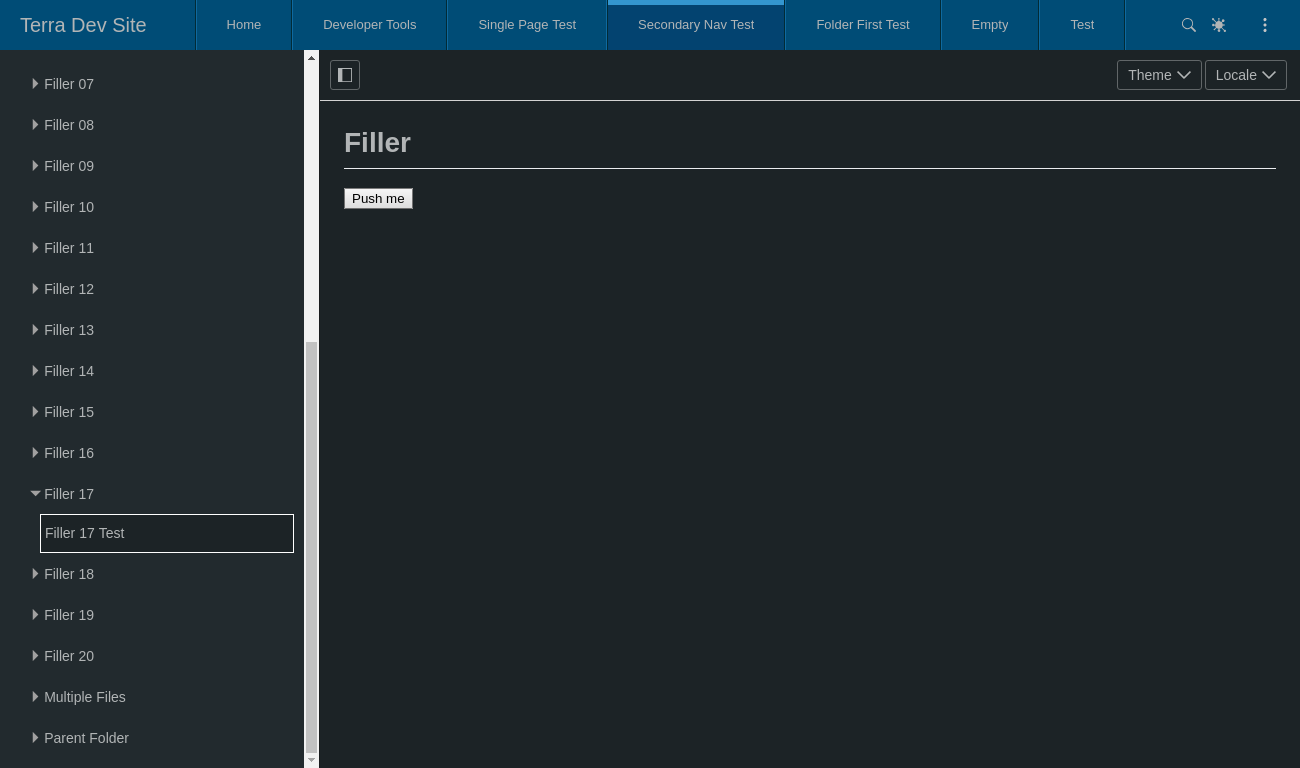 Terra Dev Site
Home
Developer Tools
Single Page Test
Secondary Nav Test
Folder First Test
Empty
Test
Filler 07
Filler 08
Filler 09
Filler 10
Filler 11
Filler 12
Filler 13
Filler 14
Filler 15
Filler 16
Filler 17
Filler 17 Test
Filler 18
Filler 19
Filler 20
Multiple Files
Parent Folder
Theme
Locale
Filler
Push me